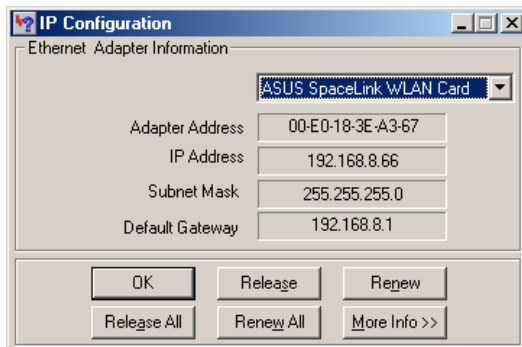 IP Configuration
Ethernet Adapter Information
ASUS SpaceLink WLAN Card
Adapter Address 00-E0-18-3E-A3-67
IP Address 192.168.8.66
Subnet Mask 255.255.255.0
Default Gateway 192.168.8.1
OK Release Renew
Release All Renew All More Info >>